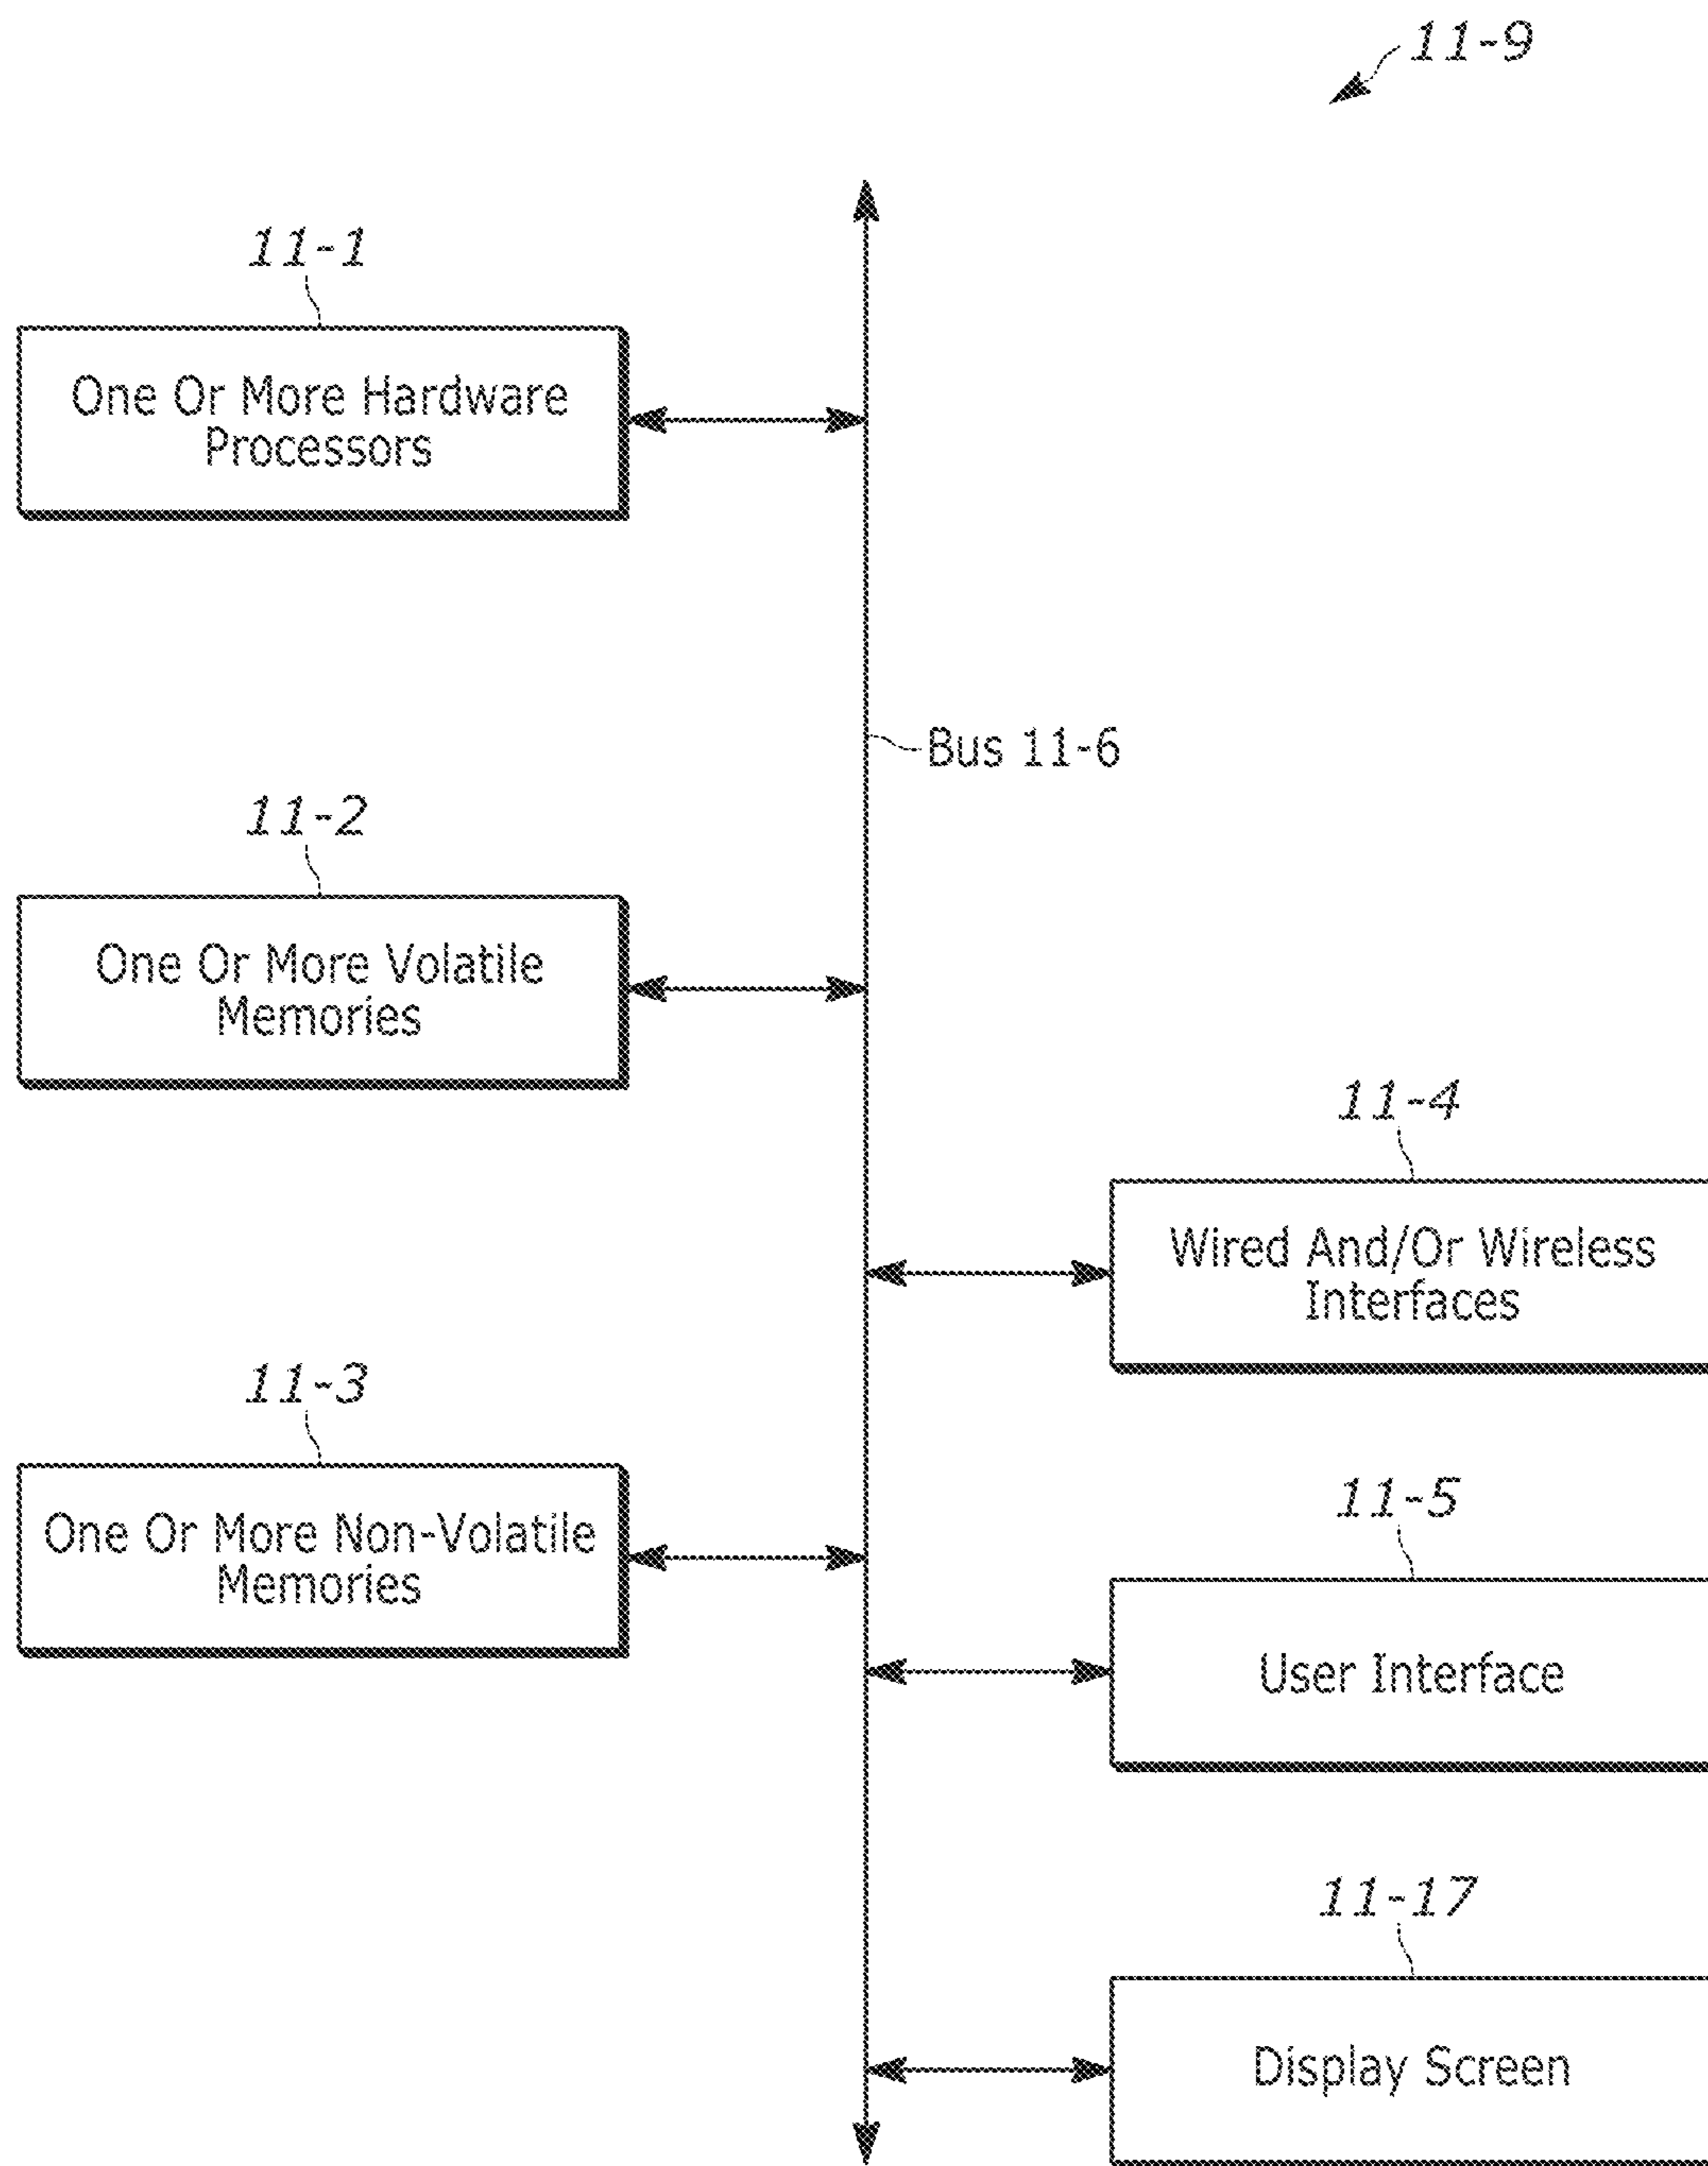 11-9
11-1
One Or More Hardware
Processors
Bus 11-6
11-2
One Or More Volatile
Memories
11-4
Wired And/Or Wireless
Interfaces
11-3
One Or More Non-Volatile
Memories
11-5
User Interface
11-17
Display Screen